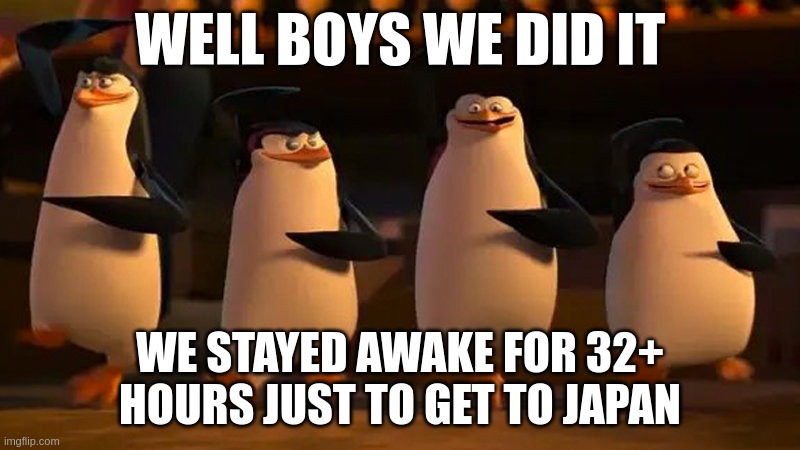 WELL BOYS WE DID IT
WE STAYED AWAKE FOR 32+
HOURS JUST TO GET TO JAPAN
imgflip.com